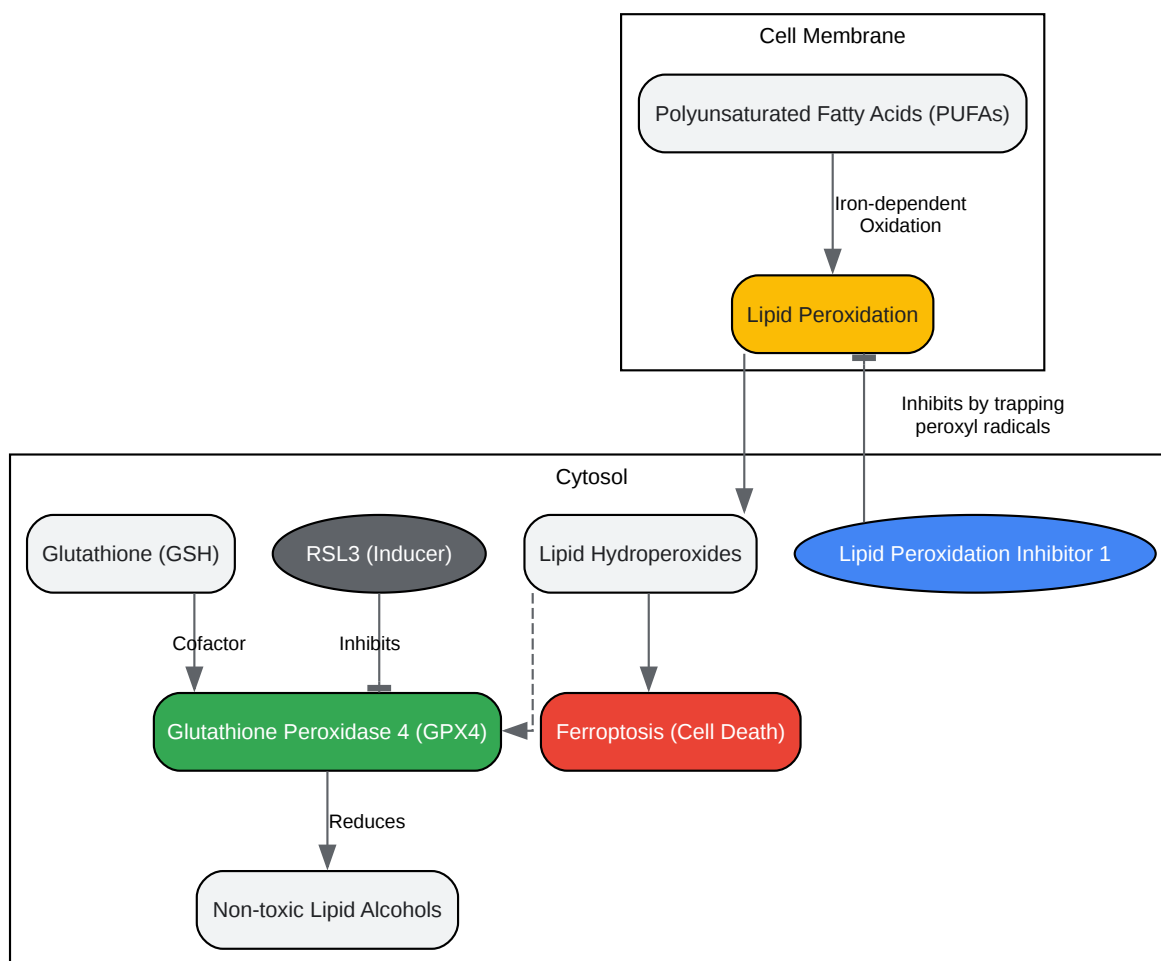 Cell Membrane
Polyunsaturated Fatty Acids (PUFAs)
Iron-dependent
Oxidation
Lipid Peroxidation
Inhibits by trapping
peroxyl radicals
Cytosol
Glutathione (GSH)
RSL3 (Inducer)
Lipid Hydroperoxides
Lipid Peroxidation Inhibitor 1
Cofactor
Inhibits
Glutathione Peroxidase 4 (GPX4)
Ferroptosis (Cell Death)
Reduces
Non-toxic Lipid Alcohols